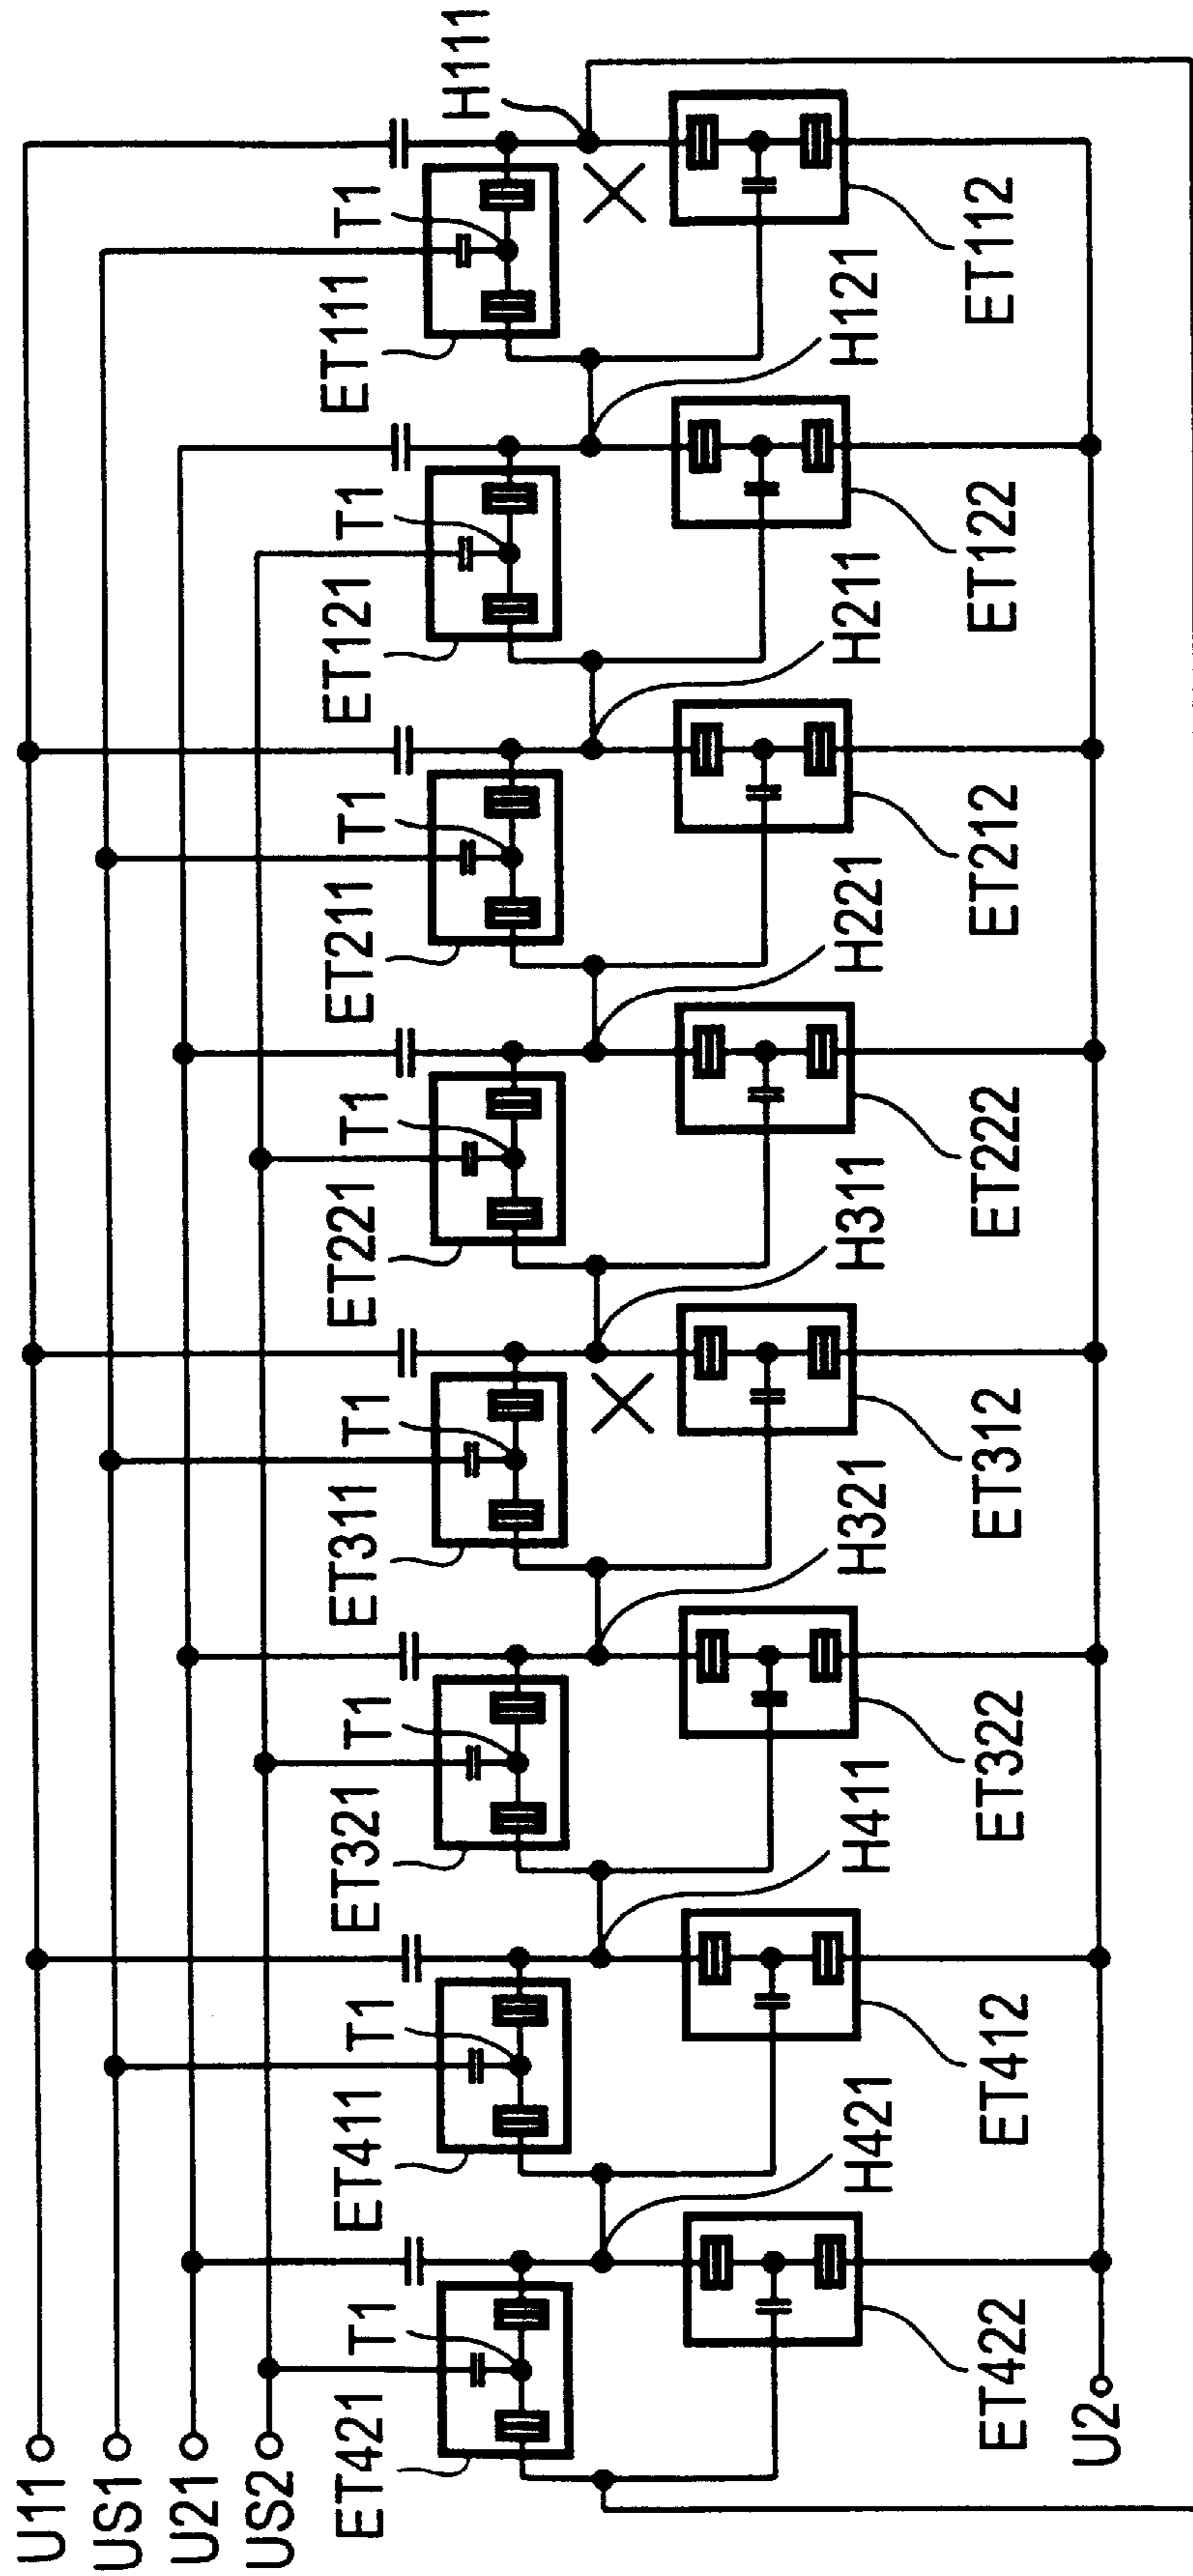 U11
US1
U21
US2
ET421
T1
ET411
T1
ET321
T1
ET311
T1
ET221
T1
ET211
T1
ET121
T1
ET111
T1
H111
H421
H411
H321
H311
H221
H211
H121
ET422
ET412
ET322
ET312
ET222
ET212
ET122
ET112
U2